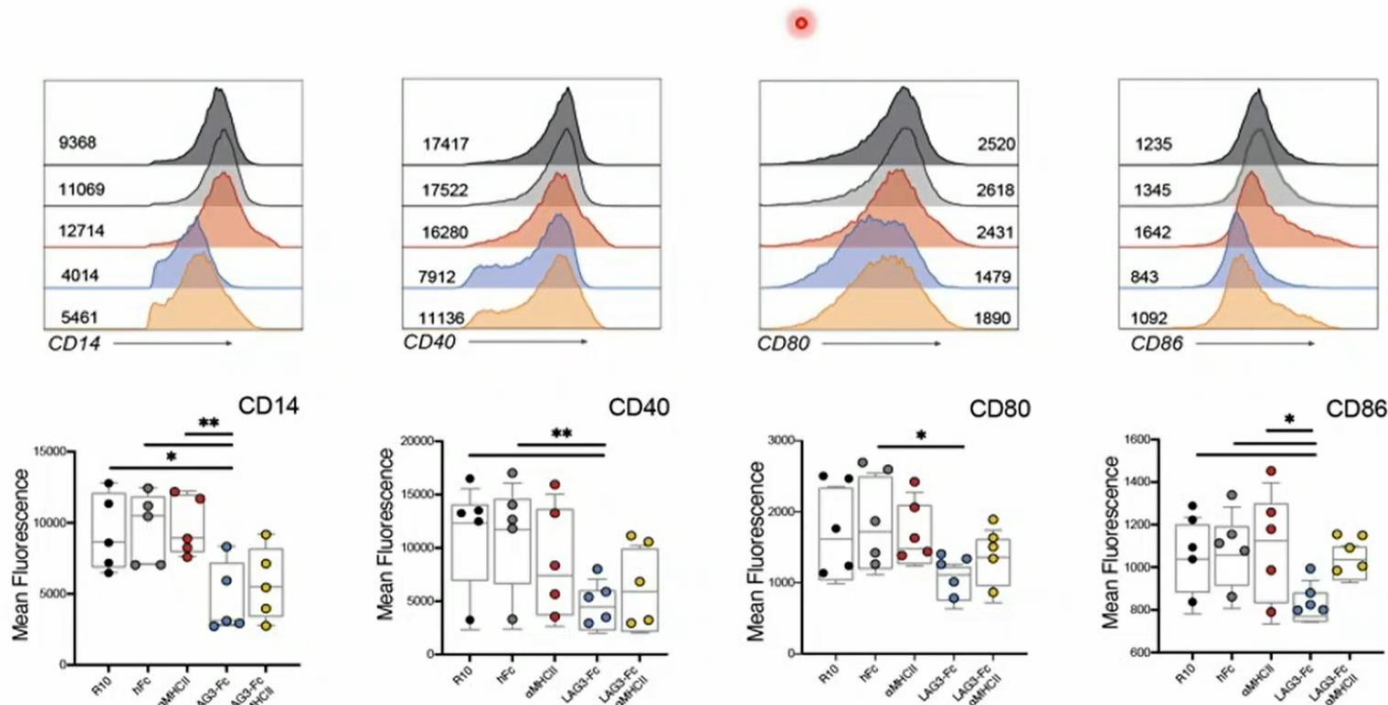 9368
11069
12714
4014
5461
CD14
17417
17522
16280
7912
11136
CD40
2520
2618
2431
1479
1890
CD80
1235
1345
1642
843
1092
CD86
CD14
**
*
15000
10000
5000
0
Mean Fluorescence
R10
hFc
αMHCII
AG3-Fc
AG3-Fc
MHCII
CD40
**
20000
15000
10000
5000
0
Mean Fluorescence
R10
hFc
αMHCII
LAG3-Fc
LAG3-Fc
αMHCII
CD80
*
3000
2000
1000
0
Mean Fluorescence
R10
hFc
αMHCII
LAG3-Fc
LAG3-Fc
αMHCII
CD86
*
1600
1400
1200
1000
800
600
Mean Fluorescence
R10
hFc
αMHCII
LAG3-Fc
LAG3-Fc
αMHCII